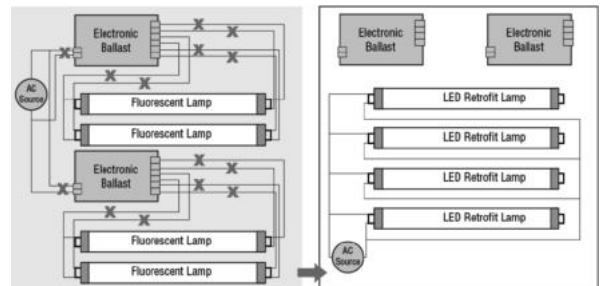 Electronic
Ballast
AC
Source
Fluorescent Lamp
Fluorescent Lamp
Electronic
Ballast
Fluorescent Lamp
Fluorescent Lamp
Electronic
Ballast
Electronic
Ballast
LED Retrofit Lamp
LED Retrofit Lamp
LED Retrofit Lamp
LED Retrofit Lamp
AC
Source